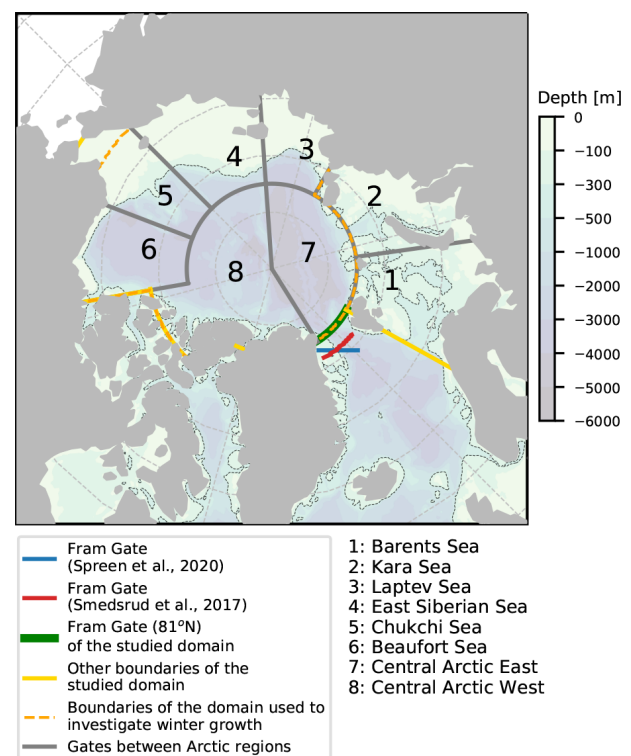 Depth [m]
0
−100
−300
−500
−1000
−2000
−3000
−4000
−5000
−6000
4
3
5
2
6
7
8
1
Fram Gate
(Spreen et al., 2020)
Fram Gate
(Smedsrud et al., 2017)
Fram Gate (81°N)
of the studied domain
Other boundaries of the
studied domain
Boundaries of the domain used to
investigate winter growth
Gates between Arctic regions
1: Barents Sea
2: Kara Sea
3: Laptev Sea
4: East Siberian Sea
5: Chukchi Sea
6: Beaufort Sea
7: Central Arctic East
8: Central Arctic West